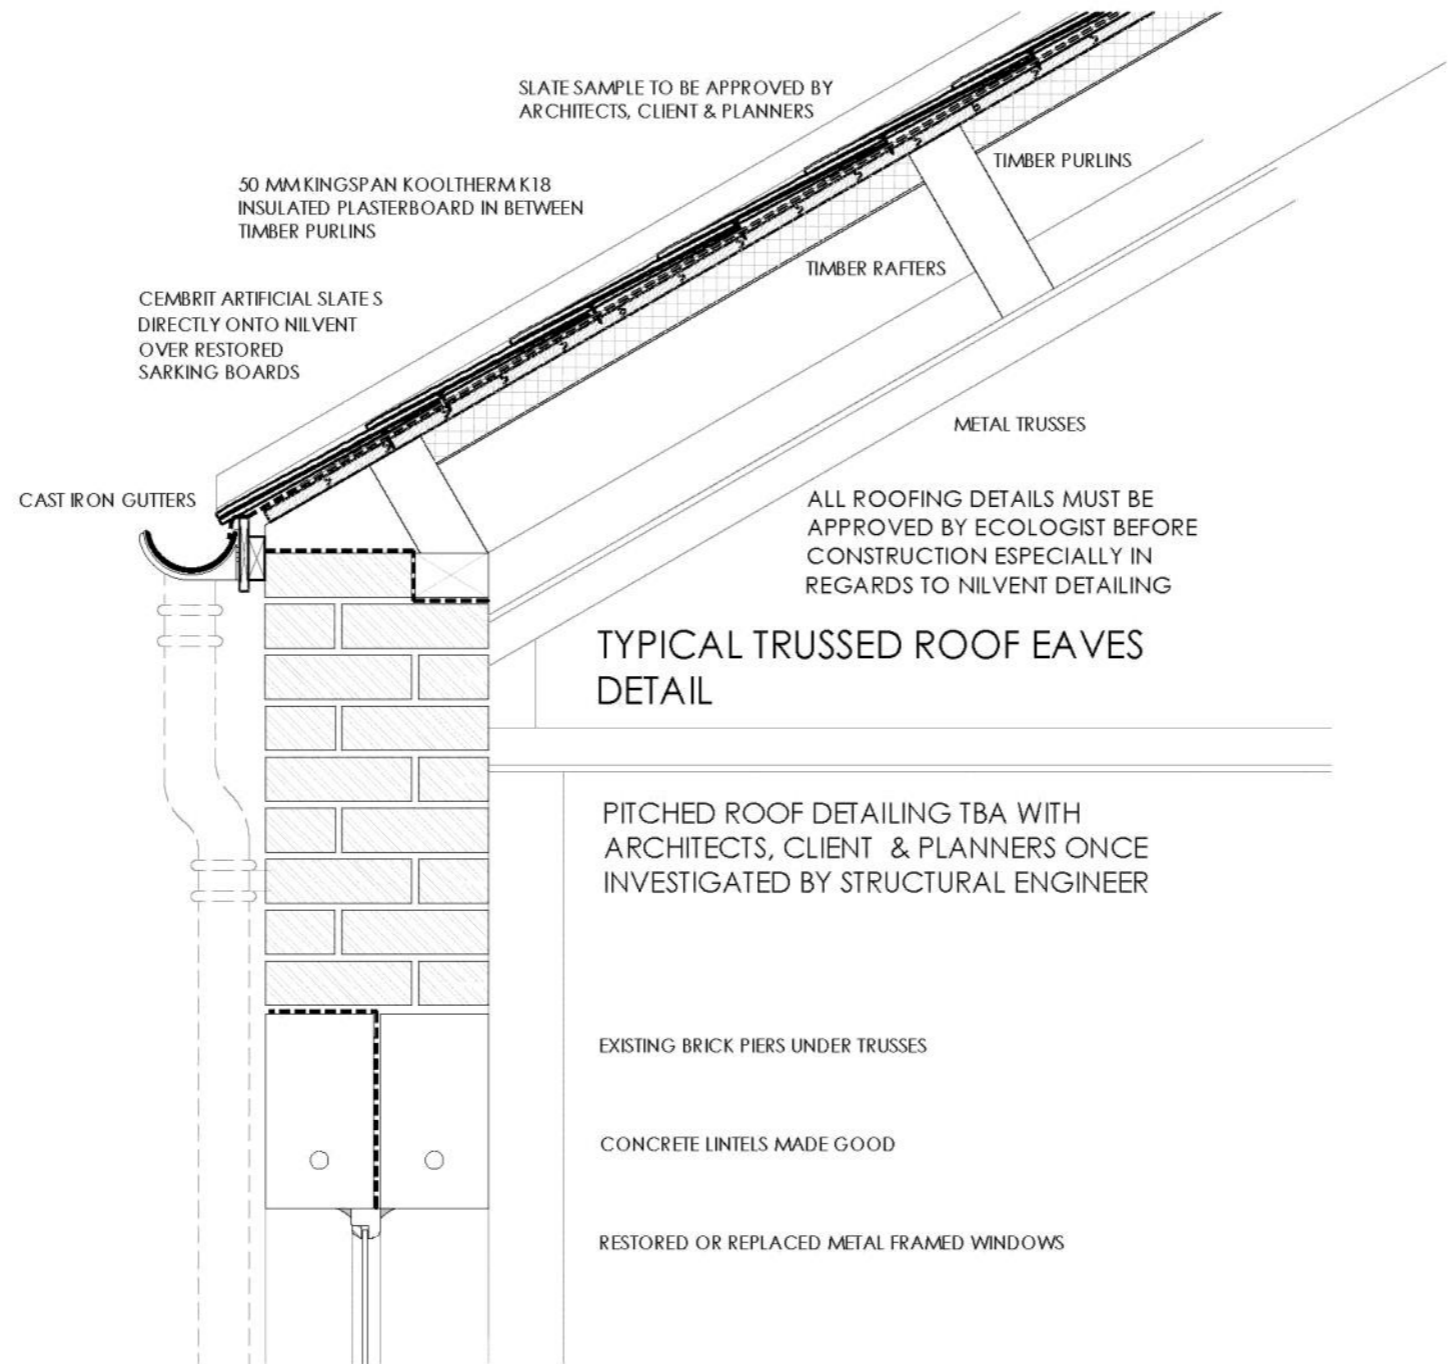 SLATE SAMPLE TO BE APPROVED BY
ARCHITECTS, CLIENT & PLANNERS
50 MM KINGSPAN KOOLTHERM K18
INSULATED PLASTERBOARD IN BETWEEN
TIMBER PURLINS
TIMBER PURLINS
TIMBER RAFTERS
CEMBRIT ARTIFICIAL SLATE S
DIRECTLY ONTO NILVENT
OVER RESTORED
SARKING BOARDS
METAL TRUSSES
CAST IRON GUTTERS
ALL ROOFING DETAILS MUST BE
APPROVED BY ECOLOGIST BEFORE
CONSTRUCTION ESPECIALLY IN
REGARDS TO NILVENT DETAILING
TYPICAL TRUSSED ROOF EAVES
DETAIL
PITCHED ROOF DETAILING TBA WITH
ARCHITECTS, CLIENT & PLANNERS ONCE
INVESTIGATED BY STRUCTURAL ENGINEER
EXISTING BRICK PIERS UNDER TRUSSES
CONCRETE LINTELS MADE GOOD
RESTORED OR REPLACED METAL FRAMED WINDOWS